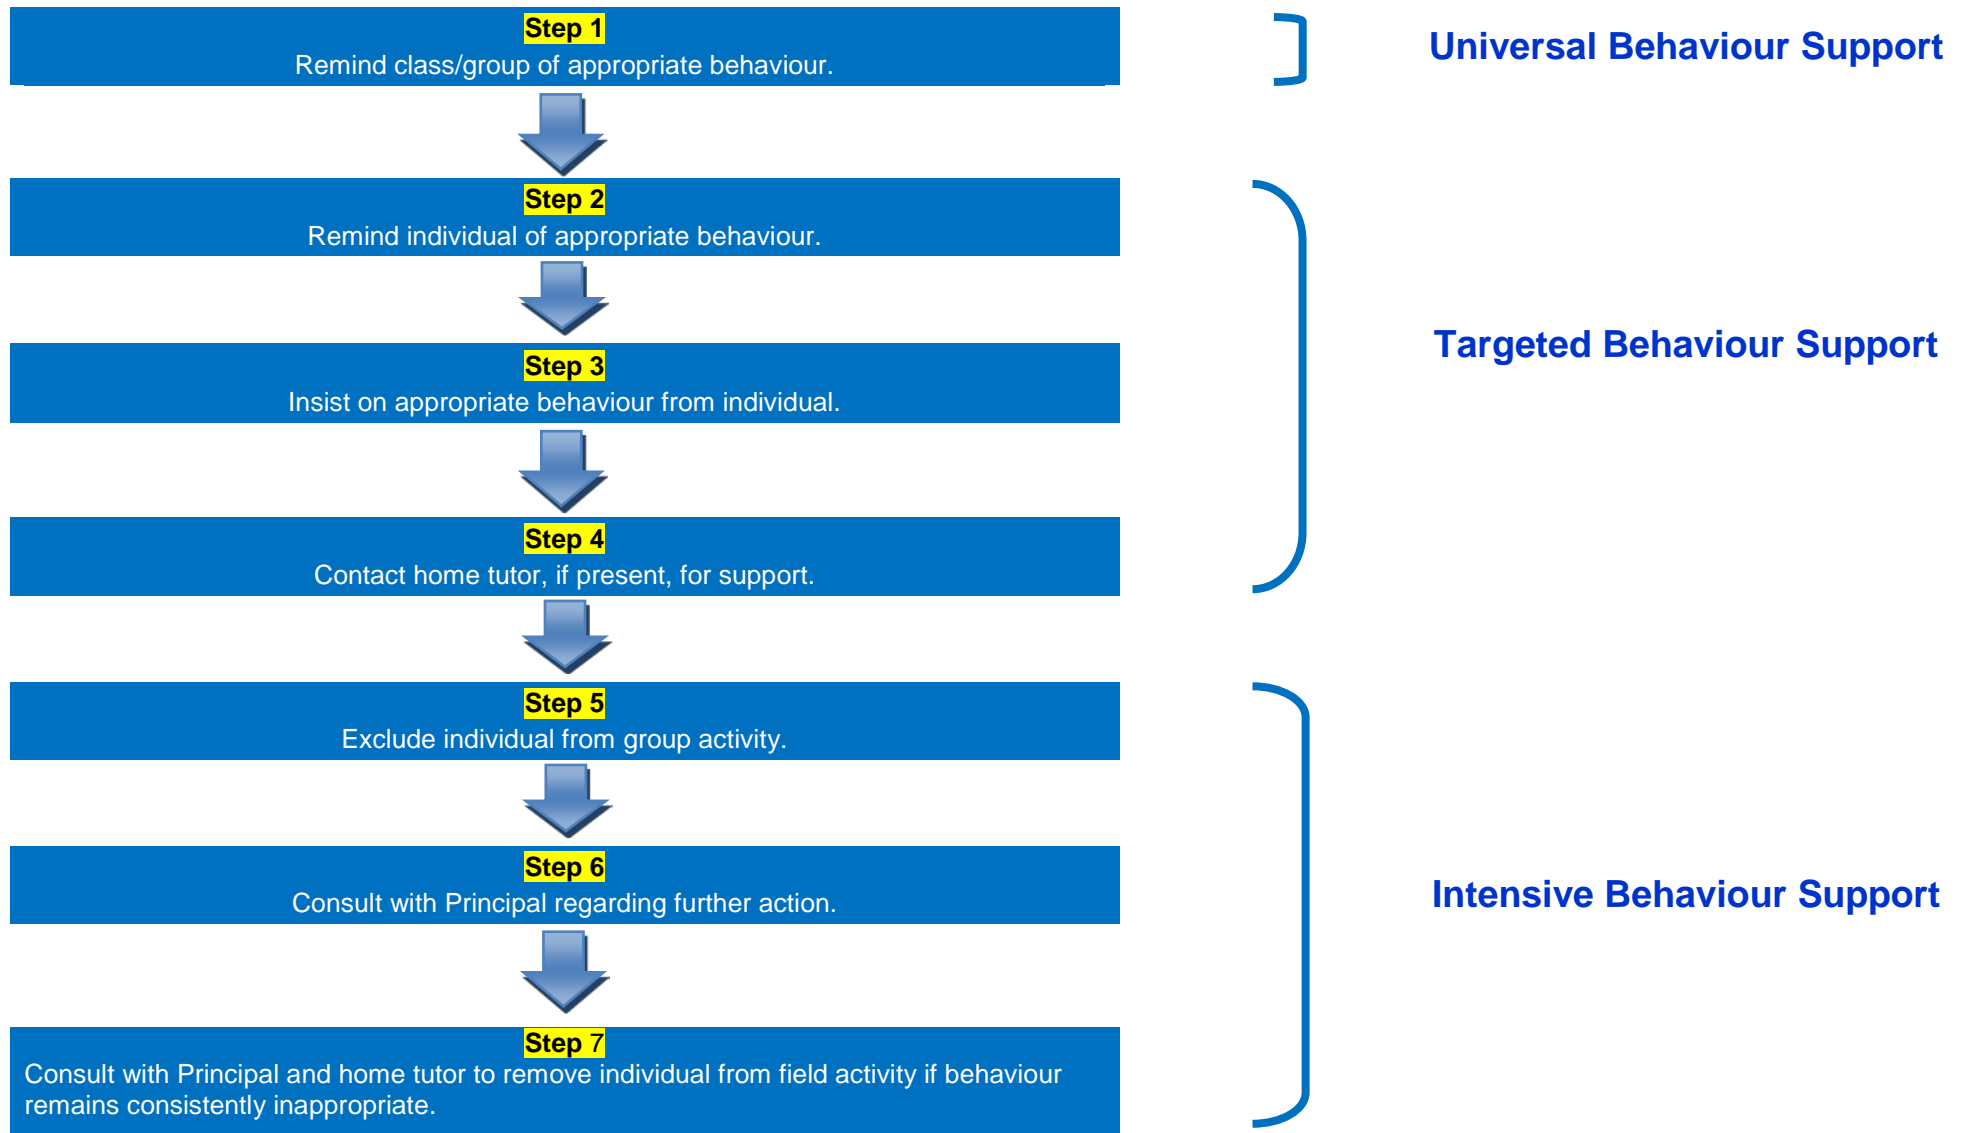 Step 1
Remind class/group of appropriate behaviour.
Universal Behaviour Support
Step 2
Remind individual of appropriate behaviour.
Step 3
Insist on appropriate behaviour from individual.
Targeted Behaviour Support
Step 4
Contact home tutor, if present, for support.
Step 5
Exclude individual from group activity.
Step 6
Consult with Principal regarding further action.
Intensive Behaviour Support
Step 7
Consult with Principal and home tutor to remove individual from field activity if behaviour
remains consistently inappropriate.